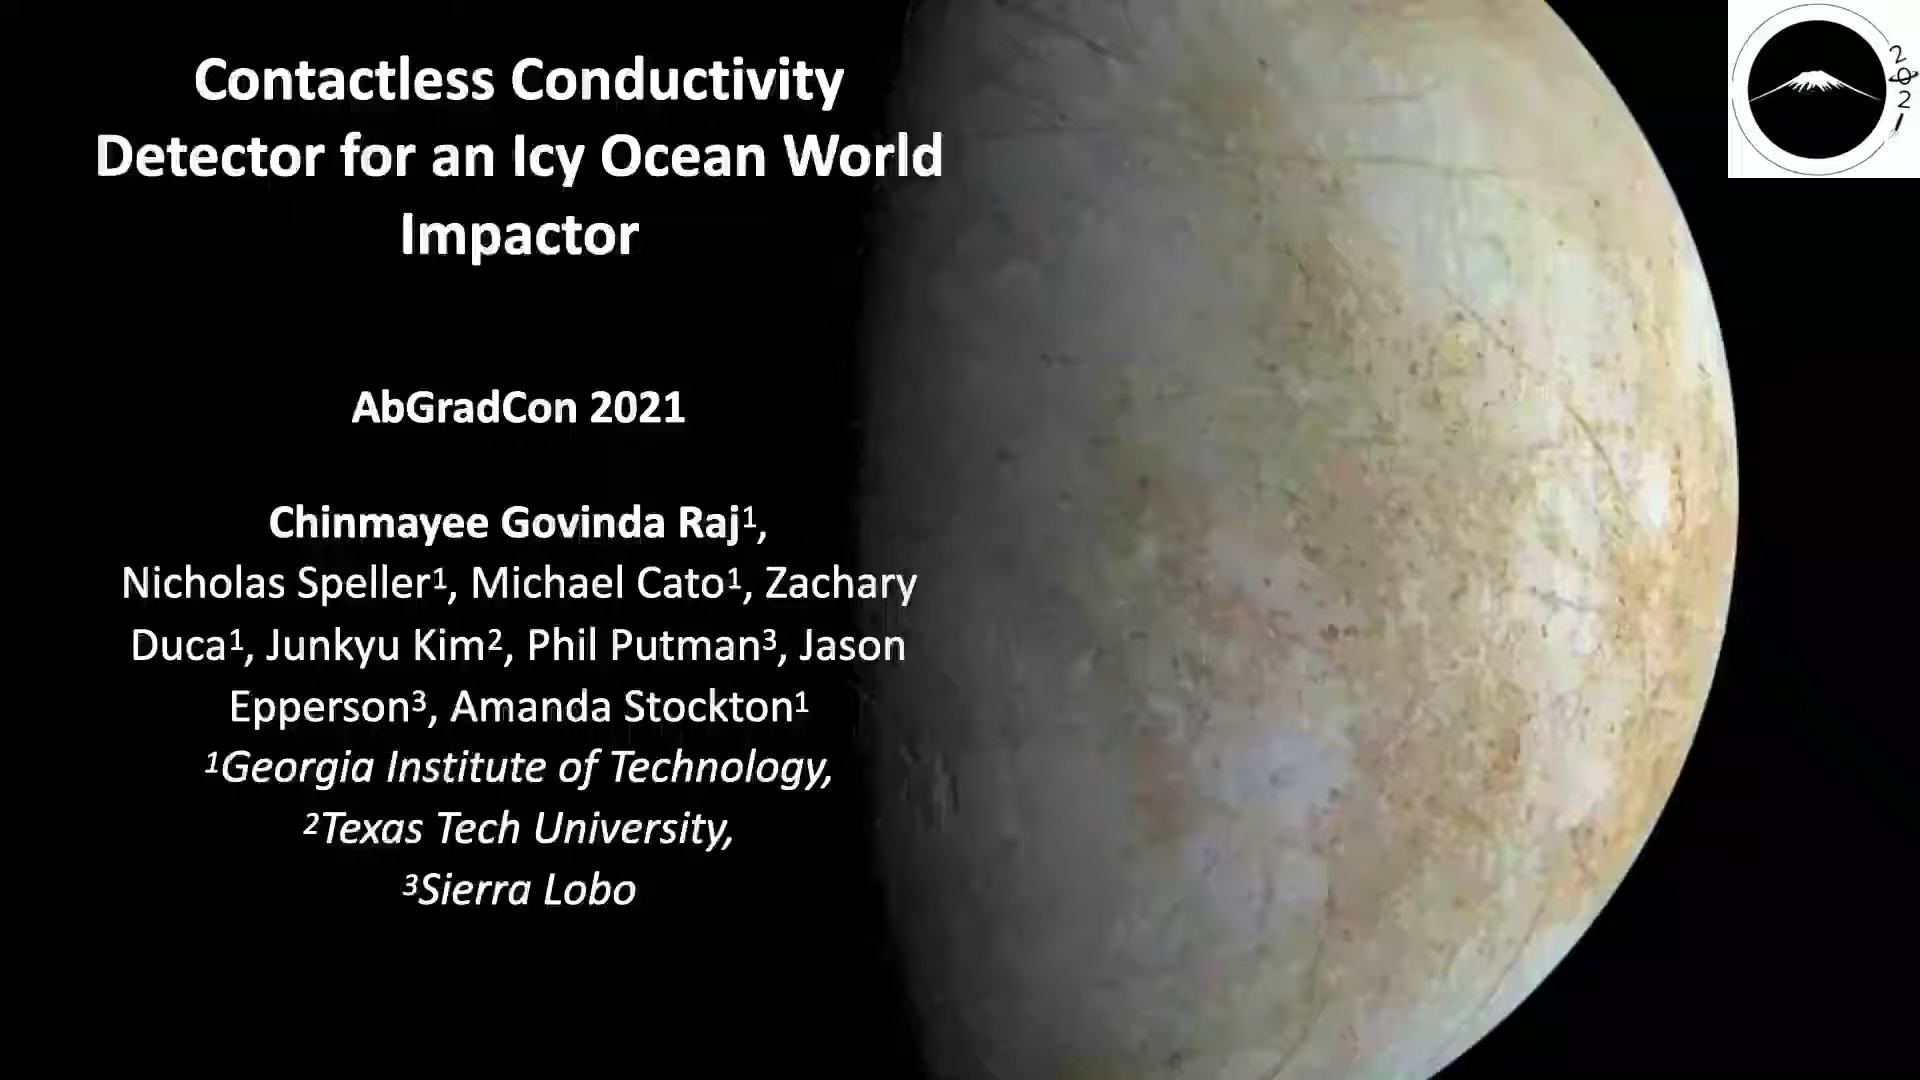 Contactless Conductivity
Detector for an Icy Ocean World
Impactor
2021
AbGradCon 2021
Chinmayee Govinda Raj¹,
Nicholas Speller¹, Michael Cato¹, Zachary
Duca¹, Junkyu Kim², Phil Putman³, Jason
Epperson³, Amanda Stockton¹
¹Georgia Institute of Technology,
²Texas Tech University,
³Sierra Lobo